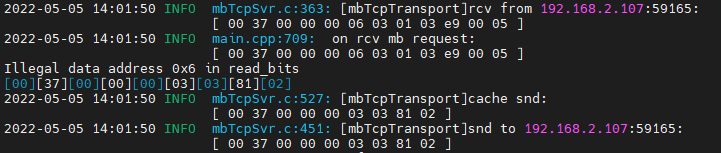 2022-05-05 14:01:50 INFO  mbTcpSvr.c:363: [mbTcpTransport]rcv from 192.168.2.107:59165:
[ 00 37 00 00 00 06 03 01 03 e9 00 05 ]
2022-05-05 14:01:50 INFO  main.cpp:709:  on rcv mb request:
[ 00 37 00 00 00 06 03 01 03 e9 00 05 ]
Illegal data address 0x6 in read_bits
[00][37][00][00][00][03][03][81][02]
2022-05-05 14:01:50 INFO  mbTcpSvr.c:527: [mbTcpTransport]cache snd:
[ 00 37 00 00 00 03 03 81 02 ]
2022-05-05 14:01:50 INFO  mbTcpSvr.c:451: [mbTcpTransport]snd to 192.168.2.107:59165:
[ 00 37 00 00 00 03 03 81 02 ]